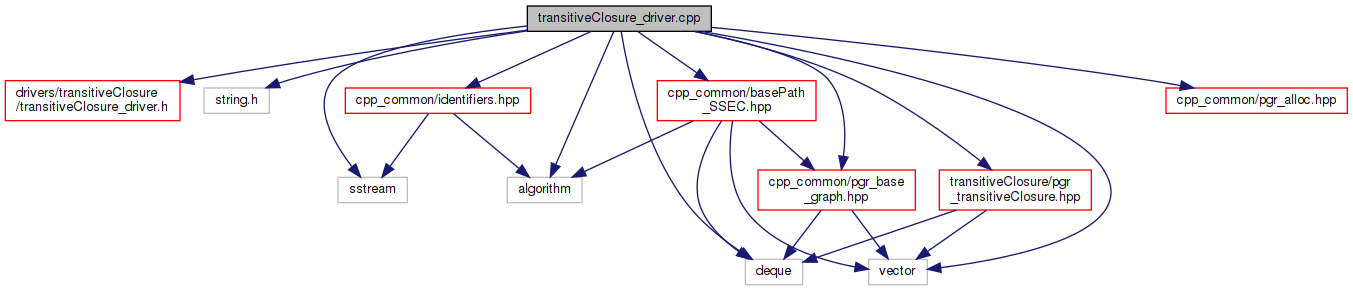 transitiveClosure_driver.cpp
drivers/transitiveClosure
/transitiveClosure_driver.h
string.h
cpp_common/identifiers.hpp
cpp_common/basePath
_SSEC.hpp
cpp_common/pgr_alloc.hpp
sstream
algorithm
cpp_common/pgr_base
_graph.hpp
transitiveClosure/pgr
_transitiveClosure.hpp
deque
vector